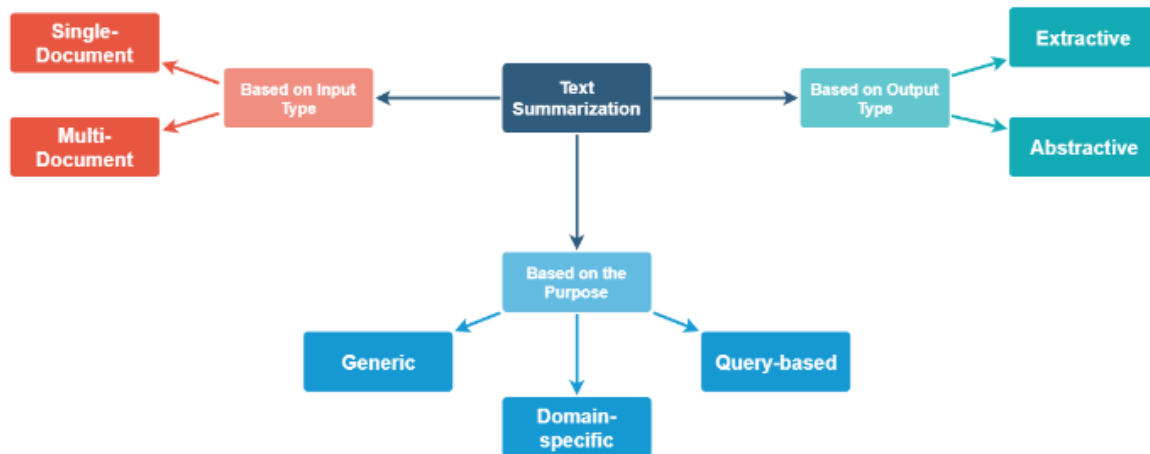 Single-
Document
Based on Input
Type
Multi-
Document
Text
Summarization
Based on Output
Type
Extractive
Abstractive
Based on the
Purpose
Generic
Domain-
specific
Query-based